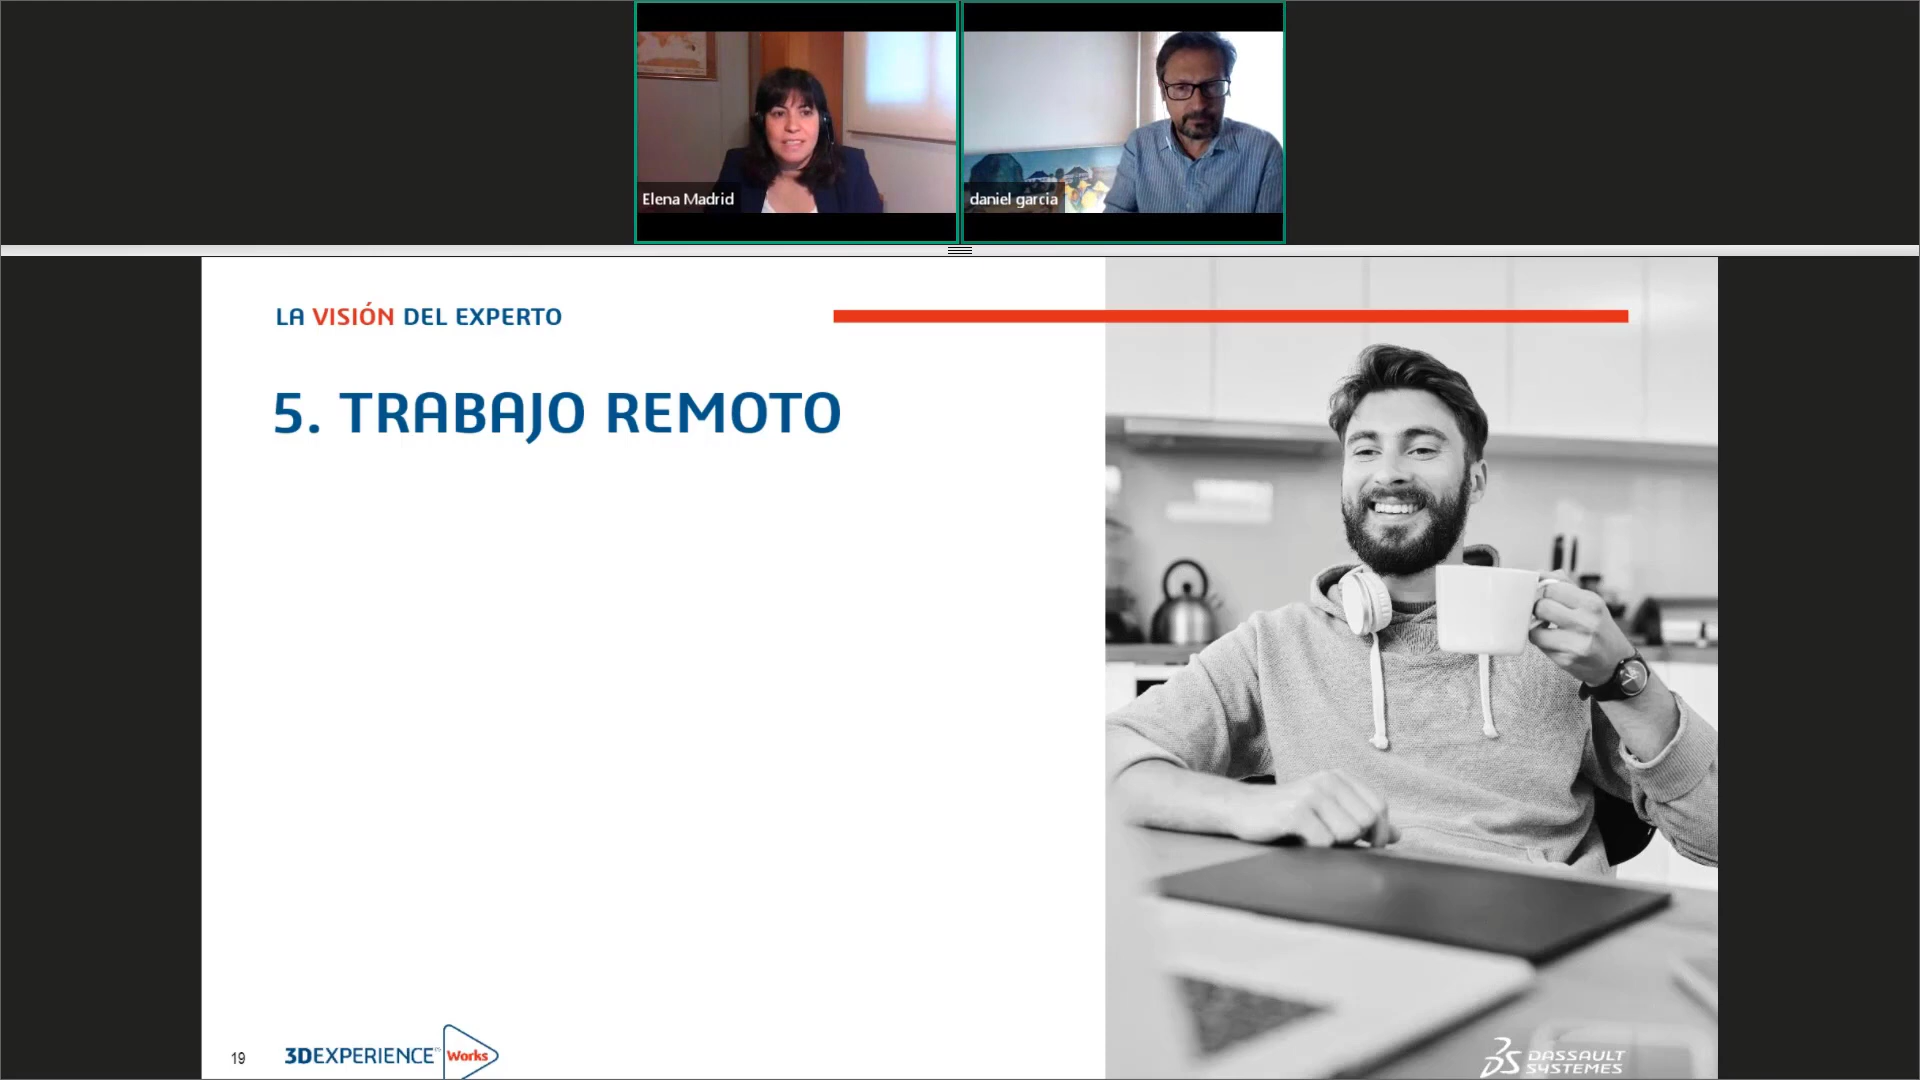 Elena Madrid
daniel garcia
LA VISIÓN DEL EXPERTO
5. TRABAJO REMOTO
19
3DEXPERIENCE Works
DASSAULT
SYSTEMES